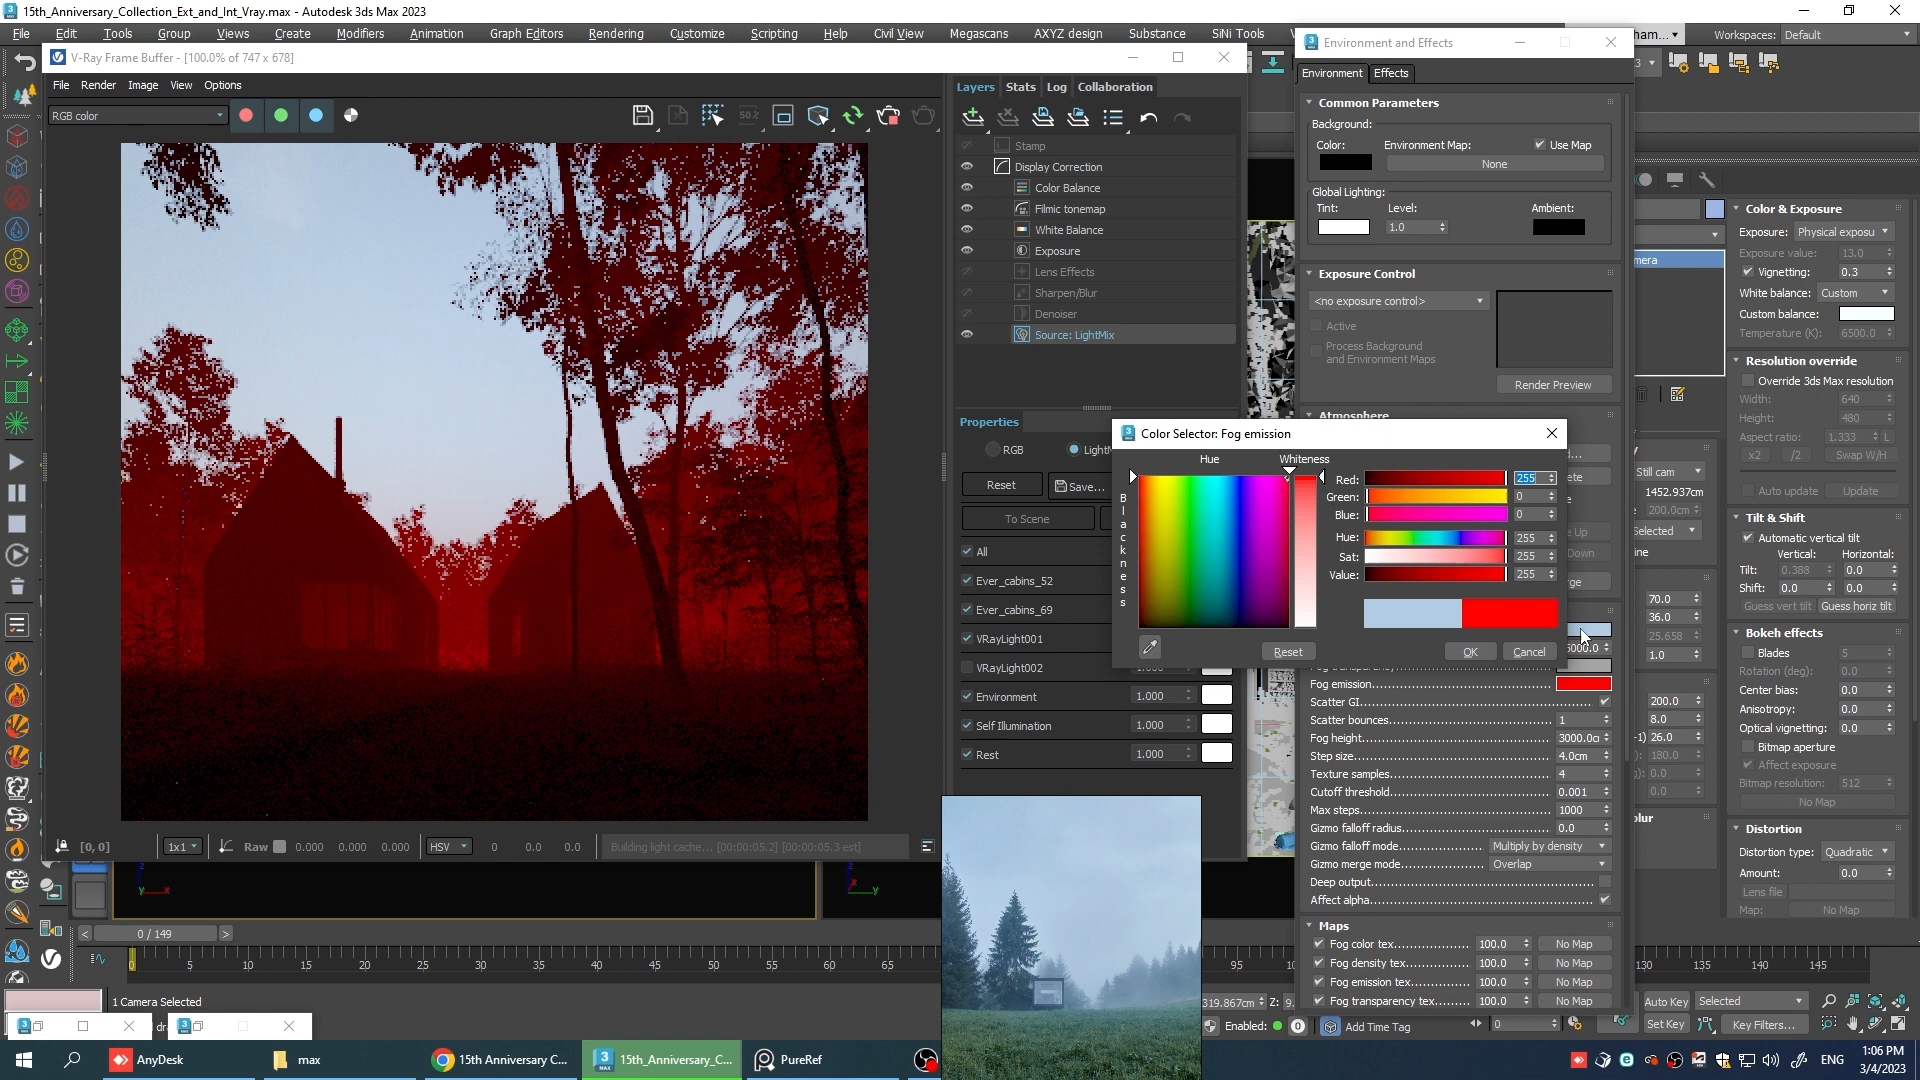 15th_Anniversary_Collection_Ext_and_Int_Vray.max - Autodesk 3ds Max 2023
File Edit Tools Group Views Create Modifiers Animation Graph Editors Rendering Customize Scripting Help Civil View Megascans AXYZ design Substance SiNi Tools
Workspaces: Default
V-Ray Frame Buffer - [100.0% of 747 x 678]
File Render Image View Options
RGB color
Layers Stats Log Collaboration
Stamp
Display Correction
Color Balance
Filmic tonemap
White Balance
Exposure
Lens Effects
Sharpen/Blur
Denoiser
Source: LightMix
Properties
RGB
Reset
Save...
To Scene
All
Ever_cabins_52
Ever_cabins_69
VRayLight001
VRayLight002
Environment 1.000
Self Illumination 1.000
Rest 1.000
[0, 0] 1x1 Raw 0.000 0.000 0.000 HSV 0 0.0 0.0 Building light cache... [00:00:05.2] [00:00:05.3 est]
Environment and Effects
Environment Effects
Common Parameters
Background:
Color: Environment Map: Use Map
None
Global Lighting:
Tint: Level: Ambient:
1.0
Exposure Control
<no exposure control>
Active
Process Background
and Environment Maps
Render Preview
Atmosphere
Color Selector: Fog emission
Hue Whiteness
Blackness
Red: 255
Green: 0
Blue: 0
Hue: 255
Sat: 255
Value: 255
Reset OK Cancel
Fog emission
Scatter GI
Scatter bounces 1
Fog height 3000.0
Step size 4.0cm
Texture samples 4
Cutoff threshold 0.001
Max steps 1000
Gizmo falloff radius 0.0
Gizmo falloff mode Multiply by density
Gizmo merge mode Overlap
Deep output
Affect alpha
Maps
Fog color tex 100.0 No Map
Fog density tex 100.0 No Map
Fog emission tex 100.0 No Map
Fog transparency tex 100.0 No Map
Color & Exposure
Exposure: Physical exposu
Exposure value: 13.0
Vignetting: 0.3
White balance: Custom
Custom balance:
Temperature (K): 6500.0
Resolution override
Override 3ds Max resolution
Width: 640
Height: 480
Aspect ratio: 1.333 L
x2 /2 Swap W/H
Auto update Update
Tilt & Shift
Automatic vertical tilt
Vertical: Horizontal:
Tilt: 0.388 0.0
Shift: 0.0 0.0
Guess vert tilt Guess horiz tilt
Bokeh effects
Blades 5
Rotation (deg): 0.0
Center bias: 0.0
Anisotropy: 0.0
Optical vignetting: 0.0
Bitmap aperture
Affect exposure
Bitmap resolution: 512
No Map
Distortion
Distortion type: Quadratic
Amount: 0.0
Lens file
Map: No Map
Still cam
1452.937cm
200.0cm
70.0
36.0
25.658
1.0
200.0
8.0
26.0
180.0
0.0
0.0
0 / 149
0 5 10 15 20 25 30 35 40 45 50 55 60 65 95 130 140 145
1 Camera Selected
319.867cm Z:
Enabled: 0 Add Time Tag 0
Auto Key Selected
Set Key Key Filters...
AnyDesk max 15th Anniversary C... 15th_Anniversary_C... PureRef
ENG 1:06 PM
3/4/2023